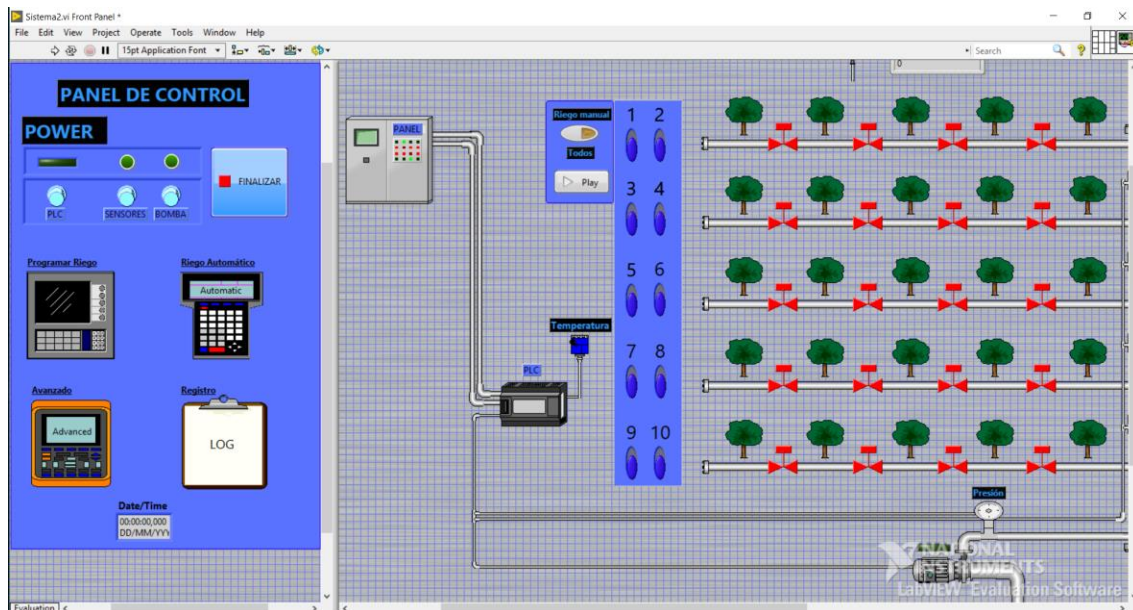 Sistema2.vi Front Panel *
File Edit View Project Operate Tools Window Help
15pt Application Font
Search
0
PANEL DE CONTROL
POWER
FINALIZAR
PLC SENSORES BOMBA
Programar Riego Riego Automático
Automatic
Avanzado Registro
Advanced
LOG
Date/Time
00:00:00,000
DD/MM/YYY
PANEL
Riego manual
Todos
Play
1 2
3 4
5 6
7 8
9 10
Temperatura
PLC
Presión
NATIONAL
INSTRUMENTS
LabVIEW Evaluation Software
Evaluation